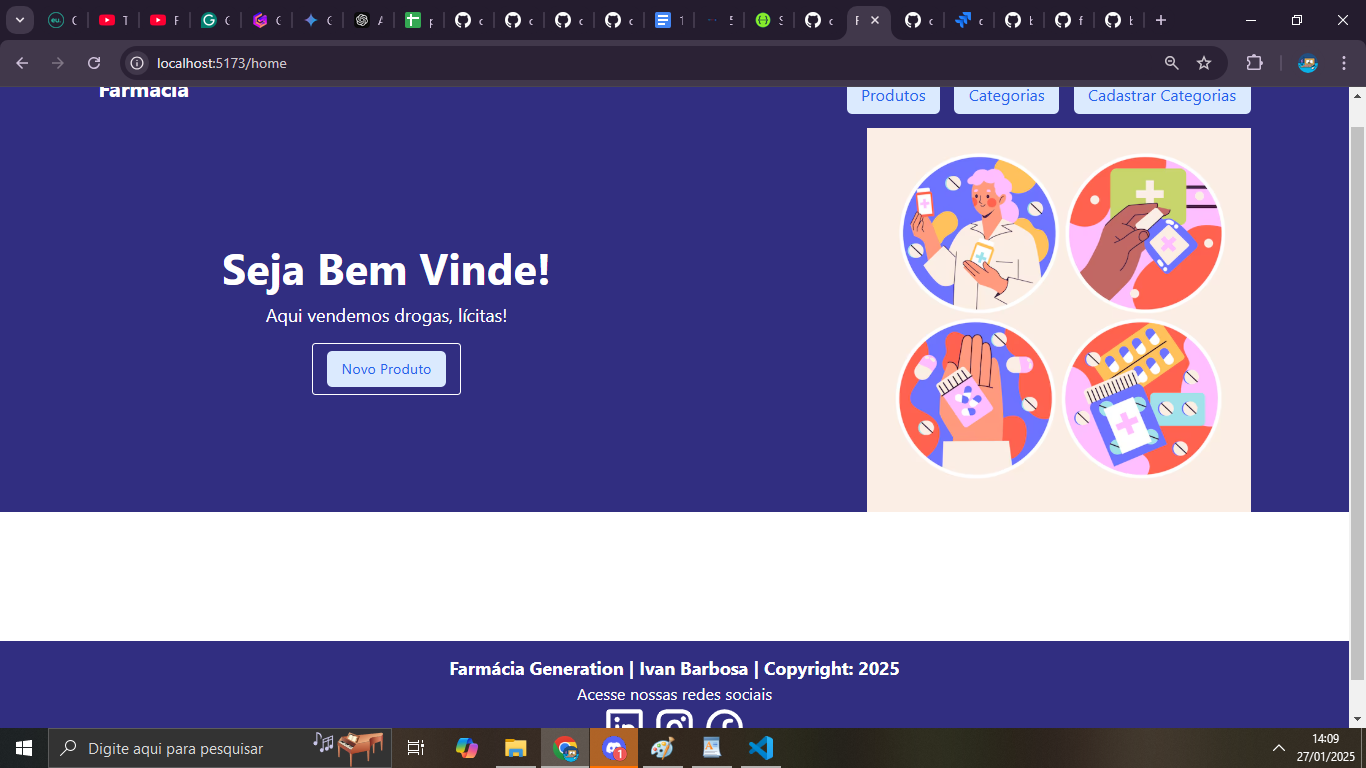 localhost:5173/home
Farmácia
Produtos
Categorias
Cadastrar Categorias
Seja Bem Vinde!
Aqui vendemos drogas, lícitas!
Novo Produto
Farmácia Generation | Ivan Barbosa | Copyright: 2025
Acesse nossas redes sociais
Digite aqui para pesquisar
1
14:09
27/01/2025